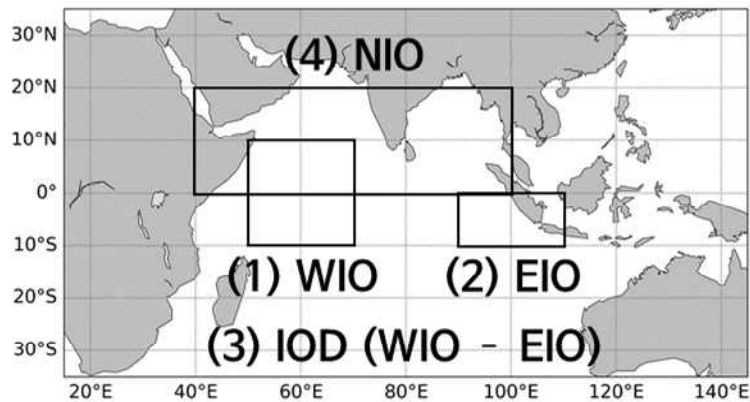 (4) NIO
(1) WIO
(2) EIO
(3) IOD (WIO – EIO)
30°N
20°N
10°N
0°
10°S
20°S
30°S
20°E
40°E
60°E
80°E
100°E
120°E
140°E